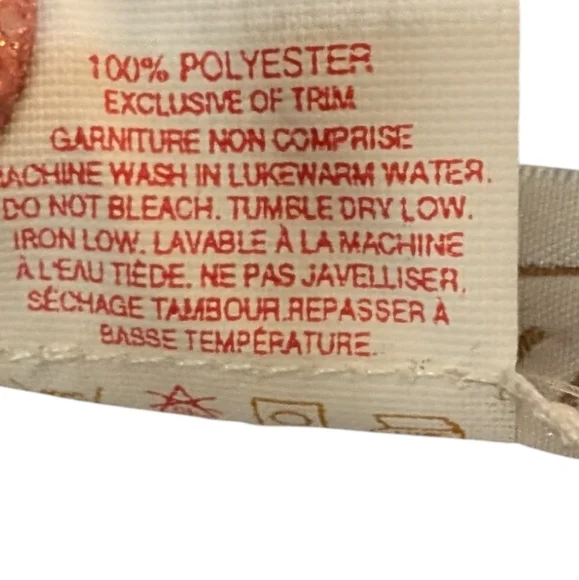 100% POLYESTER
EXCLUSIVE OF TRIM
GARNITURE NON COMPRISE
MACHINE WASH IN LUKEWARM WATER.
DO NOT BLEACH. TUMBLE DRY LOW.
IRON LOW. LAVABLE À LA MACHINE
À L'EAU TIÈDE. NE PAS JAVELLISER.
SÉCHAGE TAMBOUR.REPASSER À
BASSE TEMPÉRATURE.